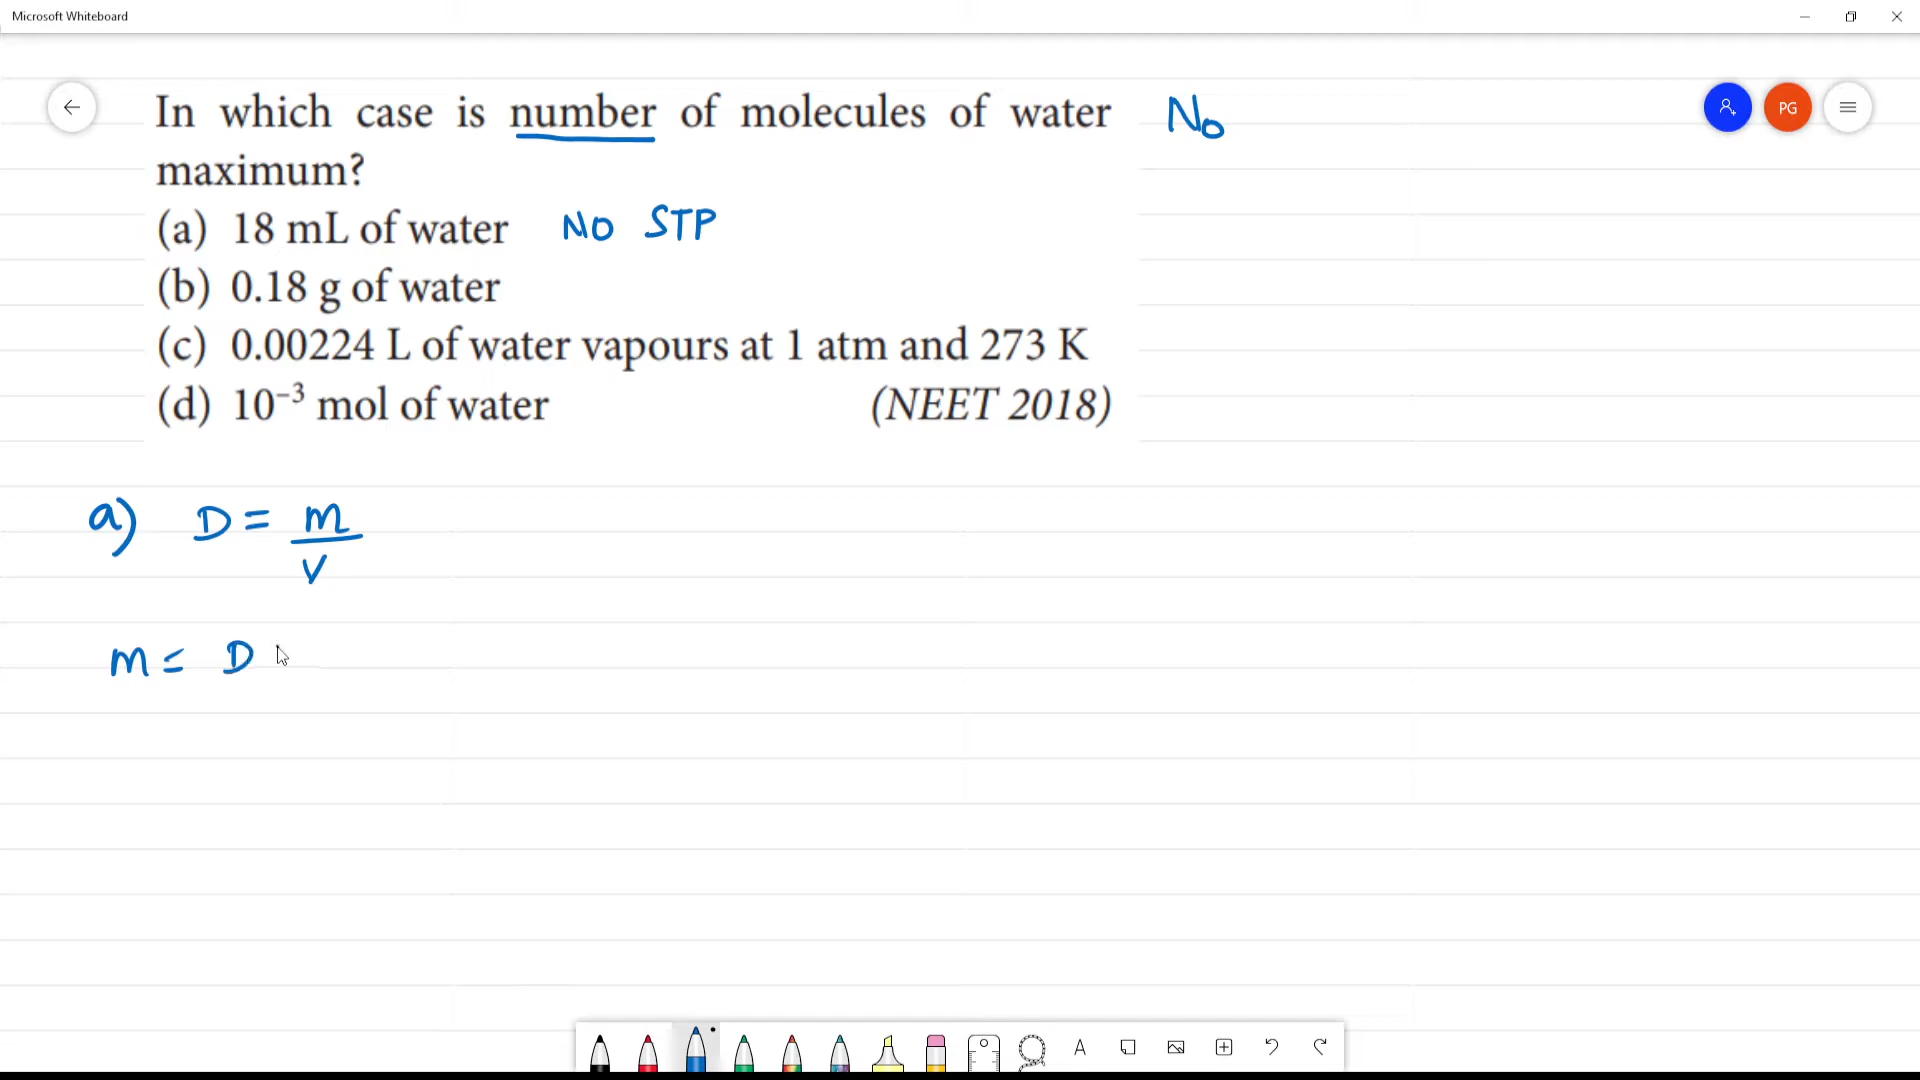 Microsoft Whiteboard
In which case is number of molecules of water No
maximum?
PG
(a) 18 mL of water NO STP
(b) 0.18 g of water
(c) 0.00224 L of water vapours at 1 atm and 273 K
(d) 10⁻³ mol of water (NEET 2018)
a) D = m
V
m = D
A